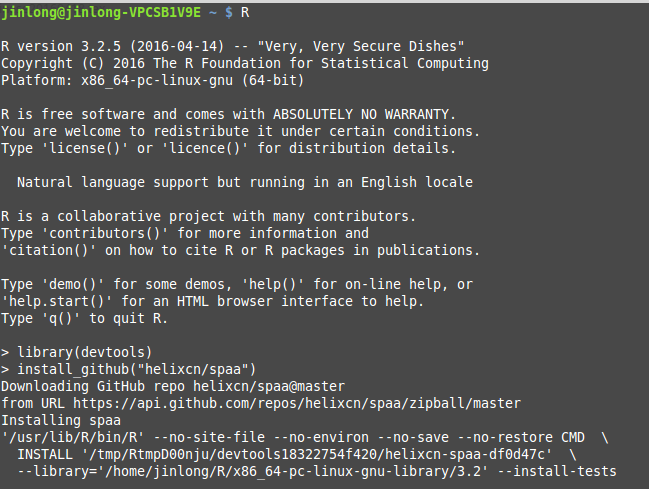 jinlong@jinlong-VPCSB1V9E ~ $ R
R version 3.2.5 (2016-04-14) -- "Very, Very Secure Dishes"
Copyright (C) 2016 The R Foundation for Statistical Computing
Platform: x86_64-pc-linux-gnu (64-bit)
R is free software and comes with ABSOLUTELY NO WARRANTY.
You are welcome to redistribute it under certain conditions.
Type 'license()' or 'licence()' for distribution details.
Natural language support but running in an English locale
R is a collaborative project with many contributors.
Type 'contributors()' for more information and
'citation()' on how to cite R or R packages in publications.
Type 'demo()' for some demos, 'help()' for on-line help, or
'help.start()' for an HTML browser interface to help.
Type 'q()' to quit R.
> library(devtools)
> install_github("helixcn/spaa")
Downloading GitHub repo helixcn/spaa@master
from URL https://api.github.com/repos/helixcn/spaa/zipball/master
Installing spaa
'/usr/lib/R/bin/R' --no-site-file --no-environ --no-save --no-restore CMD \
INSTALL '/tmp/RtmpD00nju/devtools18322754f420/helixcn-spaa-df0d47c' \
--library='/home/jinlong/R/x86_64-pc-linux-gnu-library/3.2' --install-tests